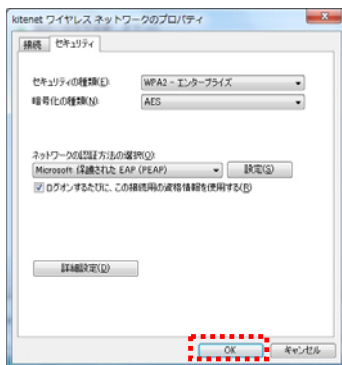 kitenet ワイヤレス ネットワークのプロパティ
接続 セキュリティ
セキュリティの種類(E): WPA2 - エンタープライズ
暗号化の種類(N): AES
ネットワークの認証方法の選択(O):
Microsoft 保護された EAP (PEAP) 設定(S)
ログオンするたびに、この接続用の資格情報を使用する(R)
詳細設定(D)
OK キャンセル